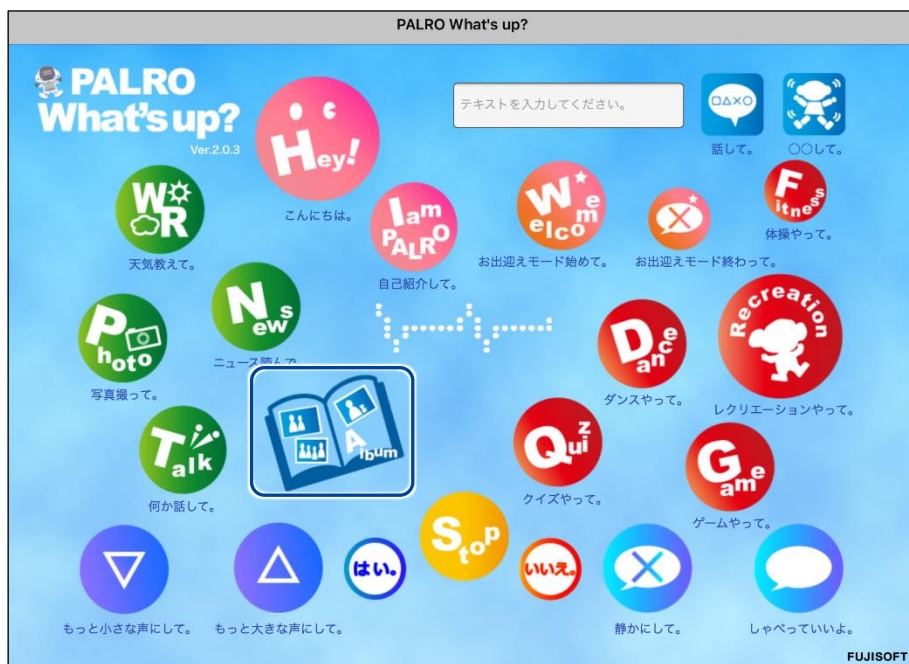 PALRO What's up?
PALRO
What's up?
Ver.2.0.3
Hey!
こんにちは。
テキストを入力してください。
話して。
○○して。
WR
天気教えて。
I am PALRO
自己紹介して。
Welcome
お出迎えモード始めて。
お出迎えモード終わって。
Fitness
体操やって。
Photo
写真撮って。
News
ニュース読んで
Dance
ダンスやって。
Recreation
レクリエーションやって。
Talk
何か話して。
Album
Quiz
クイズやって。
Game
ゲームやって。
もっと小さな声にして。
もっと大きな声にして。
はい。
Stop
いいえ。
静かにして。
しゃべっていいよ。
FUJISOFT